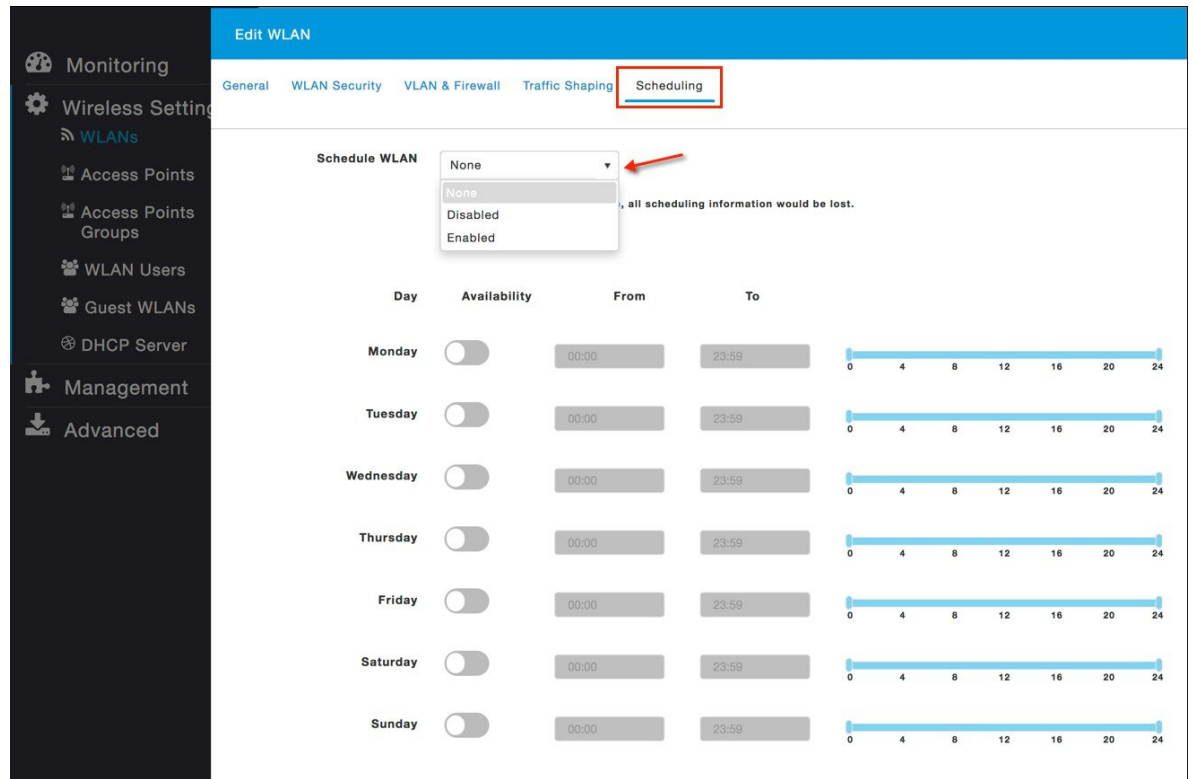 Edit WLAN
Monitoring
Wireless Setting
WLANs
Access Points
Access Points
Groups
WLAN Users
Guest WLANs
DHCP Server
Management
Advanced
General WLAN Security VLAN & Firewall Traffic Shaping Scheduling
Schedule WLAN None
None
Disabled
Enabled
, all scheduling information would be lost.
Day Availability From To
Monday 00:00 23:59 0 4 8 12 16 20 24
Tuesday 00:00 23:59 0 4 8 12 16 20 24
Wednesday 00:00 23:59 0 4 8 12 16 20 24
Thursday 00:00 23:59 0 4 8 12 16 20 24
Friday 00:00 23:59 0 4 8 12 16 20 24
Saturday 00:00 23:59 0 4 8 12 16 20 24
Sunday 00:00 23:59 0 4 8 12 16 20 24